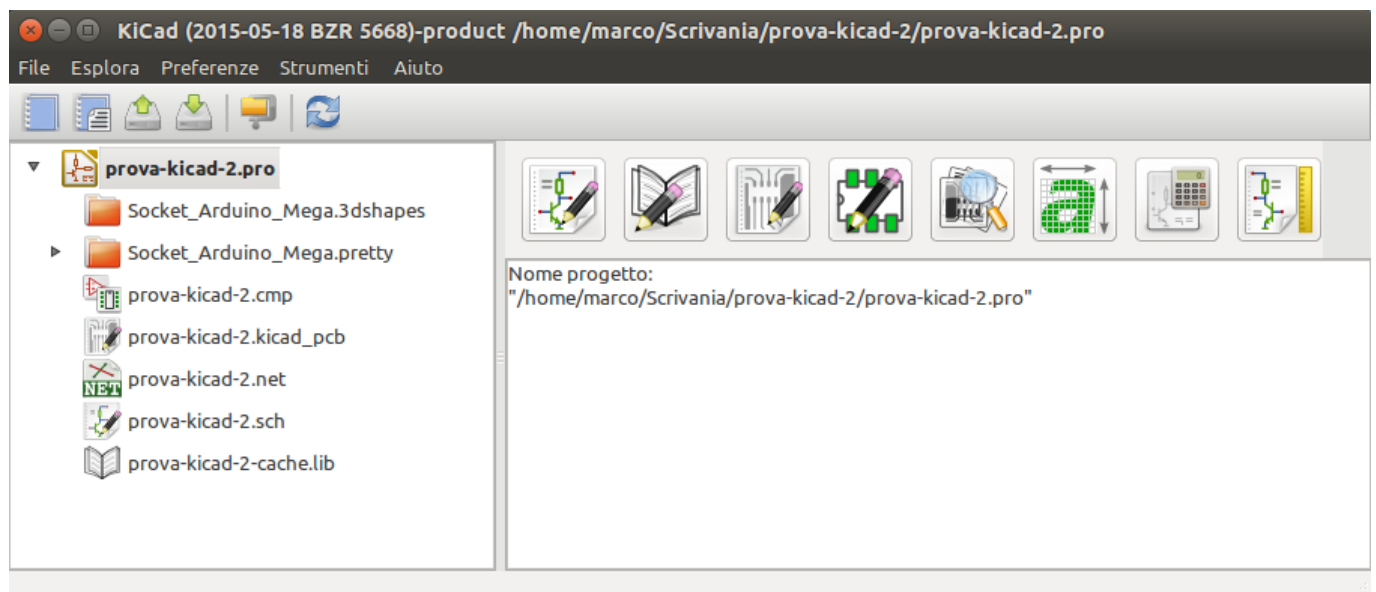 KiCad (2015-05-18 BZR 5668)-product /home/marco/Scrivania/prova-kicad-2/prova-kicad-2.pro
File Esplora Preferenze Strumenti Aiuto
prova-kicad-2.pro
Socket_Arduino_Mega.3dshapes
Socket_Arduino_Mega.pretty
prova-kicad-2.cmp
prova-kicad-2.kicad_pcb
NET prova-kicad-2.net
prova-kicad-2.sch
prova-kicad-2-cache.lib
a
Nome progetto:
"/home/marco/Scrivania/prova-kicad-2/prova-kicad-2.pro"